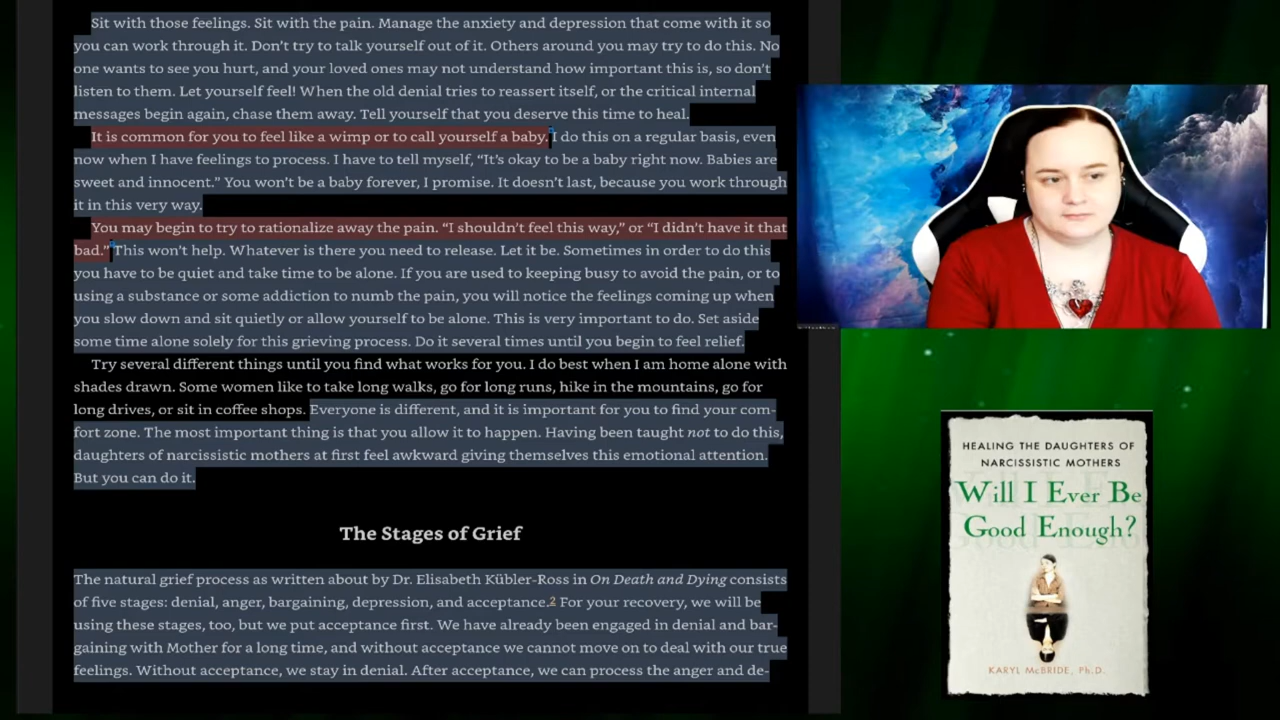 Sit with those feelings. Sit with the pain. Manage the anxiety and depression that come with it so
you can work through it. Don’t try to talk yourself out of it. Others around you may try to do this. No
one wants to see you hurt, and your loved ones may not understand how important this is, so don’t
listen to them. Let yourself feel! When the old denial tries to reassert itself, or the critical internal
messages begin again, chase them away. Tell yourself that you deserve this time to heal.
It is common for you to feel like a wimp or to call yourself a baby. I do this on a regular basis, even
now when I have feelings to process. I have to tell myself, “It’s okay to be a baby right now. Babies are
sweet and innocent.” You won’t be a baby forever, I promise. It doesn’t last, because you work through
it in this very way.
You may begin to try to rationalize away the pain. “I shouldn’t feel this way,” or “I didn’t have it that
bad.” This won’t help. Whatever is there you need to release. Let it be. Sometimes in order to do this
you have to be quiet and take time to be alone. If you are used to keeping busy to avoid the pain, or to
using a substance or some addiction to numb the pain, you will notice the feelings coming up when
you slow down and sit quietly or allow yourself to be alone. This is very important to do. Set aside
some time alone solely for this grieving process. Do it several times until you begin to feel relief.
Try several different things until you find what works for you. I do best when I am home alone with
shades drawn. Some women like to take long walks, go for long runs, hike in the mountains, go for
long drives, or sit in coffee shops. Everyone is different, and it is important for you to find your com-
fort zone. The most important thing is that you allow it to happen. Having been taught not to do this,
daughters of narcissistic mothers at first feel awkward giving themselves this emotional attention.
But you can do it.
The Stages of Grief
The natural grief process as written about by Dr. Elisabeth Kübler-Ross in On Death and Dying consists
of five stages: denial, anger, bargaining, depression, and acceptance.2 For your recovery, we will be
using these stages, too, but we put acceptance first. We have already been engaged in denial and bar-
gaining with Mother for a long time, and without acceptance we cannot move on to deal with our true
feelings. Without acceptance, we stay in denial. After acceptance, we can process the anger and de-
HEALING THE DAUGHTERS OF
NARCISSISTIC MOTHERS
Will I Ever Be
Good Enough?
KARYL McBRIDE, Ph.D.